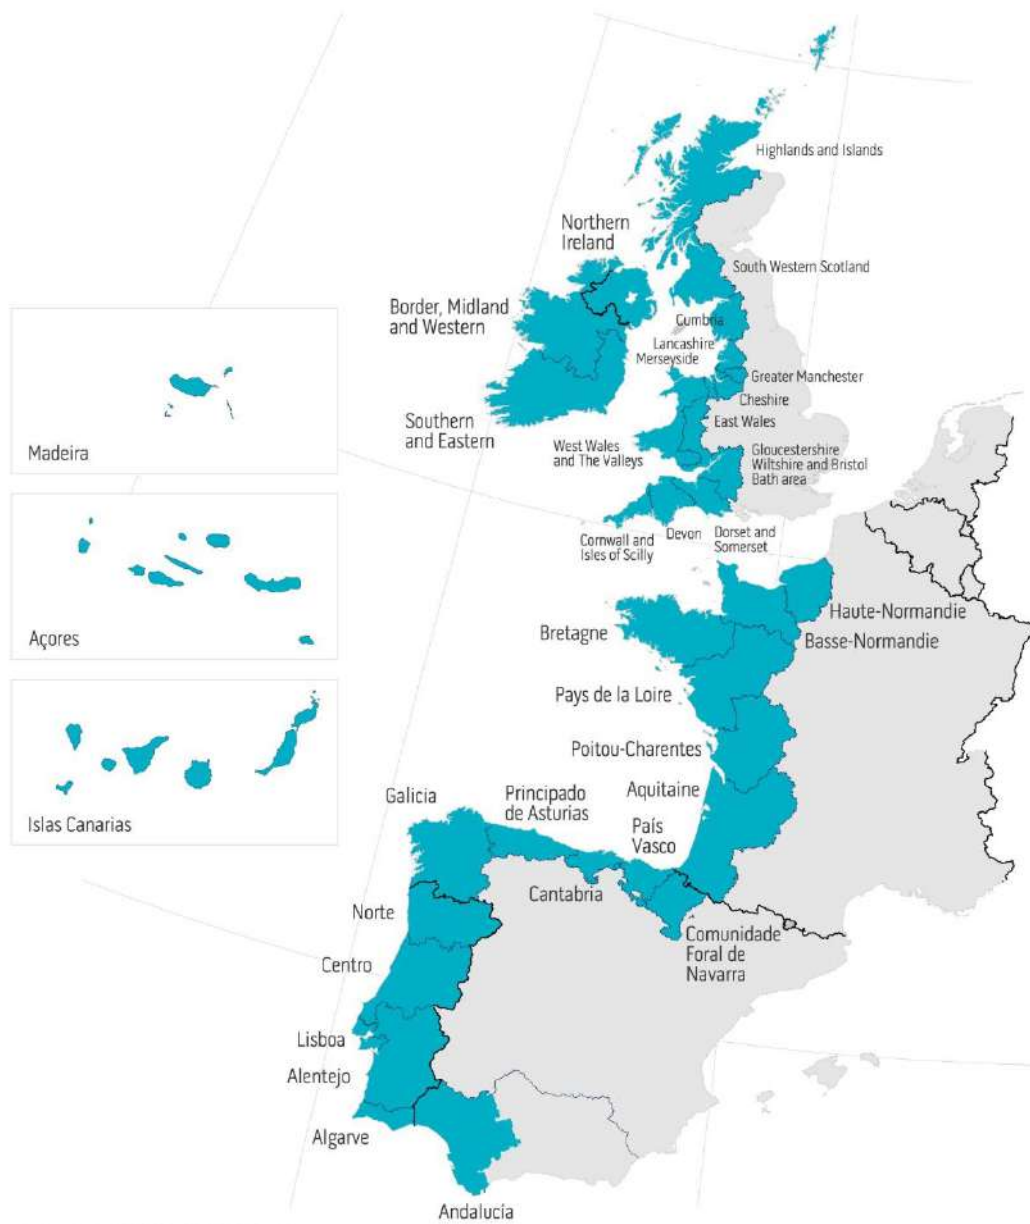 Highlands and Islands
Northern
Ireland
South Western Scotland
Border, Midland
and Western
Cumbria
Lancashire
Merseyside
Greater Manchester
Cheshire
East Wales
Southern
and Eastern
West Wales
and The Valleys
Gloucestershire
Wiltshire and Bristol
Bath area
Cornwall and
Isles of Scilly
Devon
Dorset and
Somerset
Madeira
Açores
Islas Canarias
Haute-Normandie
Basse-Normandie
Bretagne
Pays de la Loire
Poitou-Charentes
Aquitaine
País
Vasco
Principado
de Asturias
Galicia
Cantabria
Comunidade
Foral de
Navarra
Norte
Centro
Lisboa
Alentejo
Algarve
Andalucía